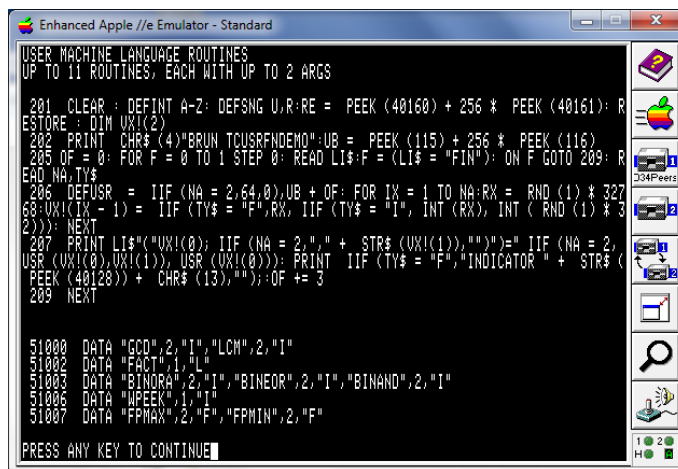 Enhanced Apple //e Emulator - Standard
USER MACHINE LANGUAGE ROUTINES
UP TO 11 ROUTINES, EACH WITH UP TO 2 ARGS
201 CLEAR : DEFINT A-Z: DEFSNG U,R:RE = PEEK (40160) + 256 * PEEK (40161): R
ESTORE : DIM VX!(2)
202 PRINT CHR$ (4)"BRUN TCUSRFNDEMO":UB = PEEK (115) + 256 * PEEK (116)
205 OF = 0: FOR F = 0 TO 1 STEP 0: READ LI$:F = (LI$ = "FIN"): ON F GOTO 209: R
EAD NA,TY$
206 DEFUSR = IIF (NA = 2,64,0),UB + OF: FOR IX = 1 TO NA:RX = RND (1) * 327
68:VX!(IX - 1) = IIF (TY$ = "F",RX, IIF (TY$ = "I", INT (RX), INT ( RND (1) * 3
2))): NEXT
207 PRINT LI$"("VX!(0); IIF (NA = 2,"," + STR$ (VX!(1)),"")")=" IIF (NA = 2,
USR (VX!(0),VX!(1)), USR (VX!(0))): PRINT IIF (TY$ = "F","INDICATOR " + STR$ (
PEEK (40128)) + CHR$ (13),"");:OF += 3
209 NEXT
51000 DATA "GCD",2,"I","LCM",2,"I"
51002 DATA "FACT",1,"L"
51003 DATA "BINORA",2,"I","BINEOR",2,"I","BINAND",2,"I"
51006 DATA "WPEEK",1,"I"
51007 DATA "FPMAX",2,"F","FPMIN",2,"F"
PRESS ANY KEY TO CONTINUE
1
D34Peers
2
1
2
1 2
H A